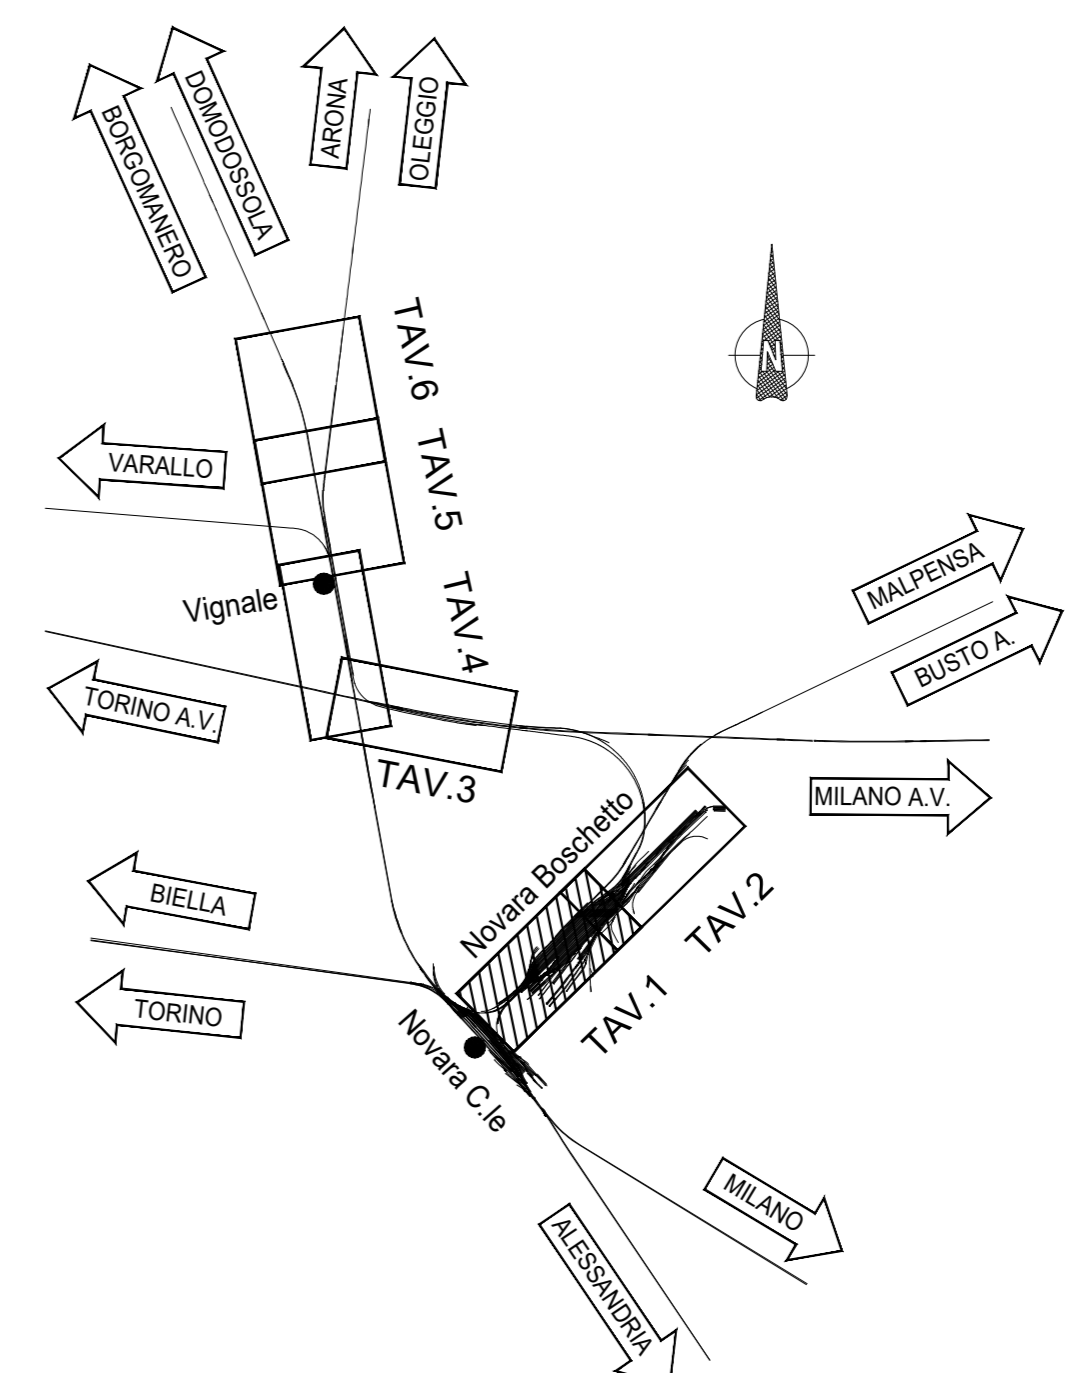 DOMODOSSOLA
BORGOMANERO
ARONA
OLEGGIO
TAV.6
N
VARALLO
TAV.5
MALPENSA
BUSTO A.
Vignale
TAV.4
TORINO A.V.
TAV.3
MILANO A.V.
Novara Boschetto
BIELLA
TAV.2
TORINO
TAV.1
Novara C.le
MILANO
ALESSANDRIA